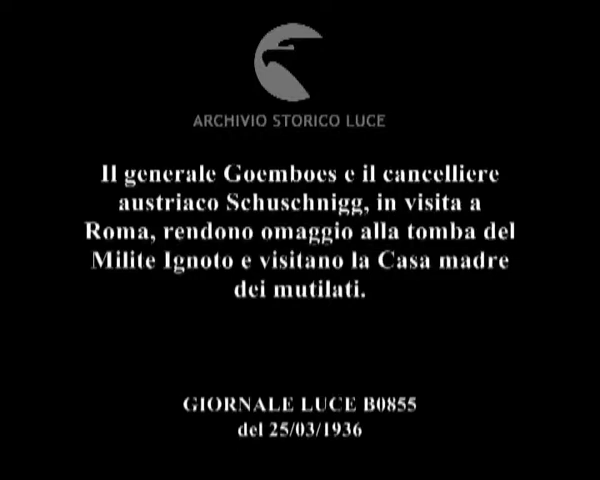 ARCHIVIO STORICO LUCE
Il generale Goemboes e il cancelliere
austriaco Schuschnigg, in visita a
Roma, rendono omaggio alla tomba del
Milite Ignoto e visitano la Casa madre
dei mutilati.
GIORNALE LUCE B0855
del 25/03/1936